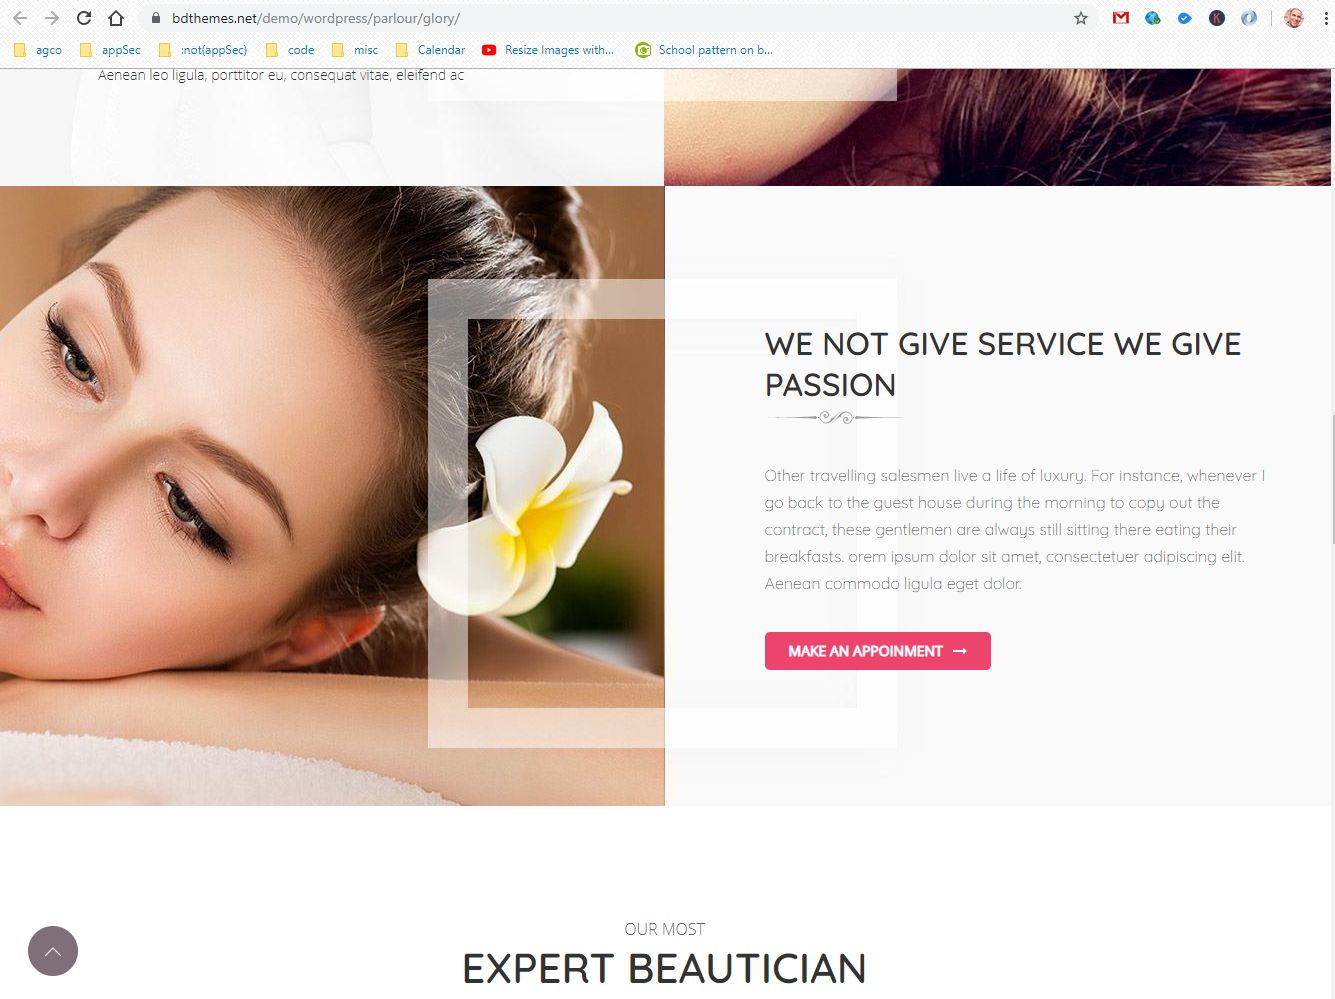 bdthemes.net/demo/wordpress/parlour/glory/
agco appSec :not(appSec) code misc Calendar Resize Images with... School pattern on b...
Aenean leo ligula, porttitor eu, consequat vitae, eleifend ac
WE NOT GIVE SERVICE WE GIVE
PASSION
Other travelling salesmen live a life of luxury. For instance, whenever I
go back to the guest house during the morning to copy out the
contract, these gentlemen are always still sitting there eating their
breakfasts. orem ipsum dolor sit amet, consectetuer adipiscing elit.
Aenean commodo ligula eget dolor.
MAKE AN APPOINMENT
OUR MOST
EXPERT BEAUTICIAN